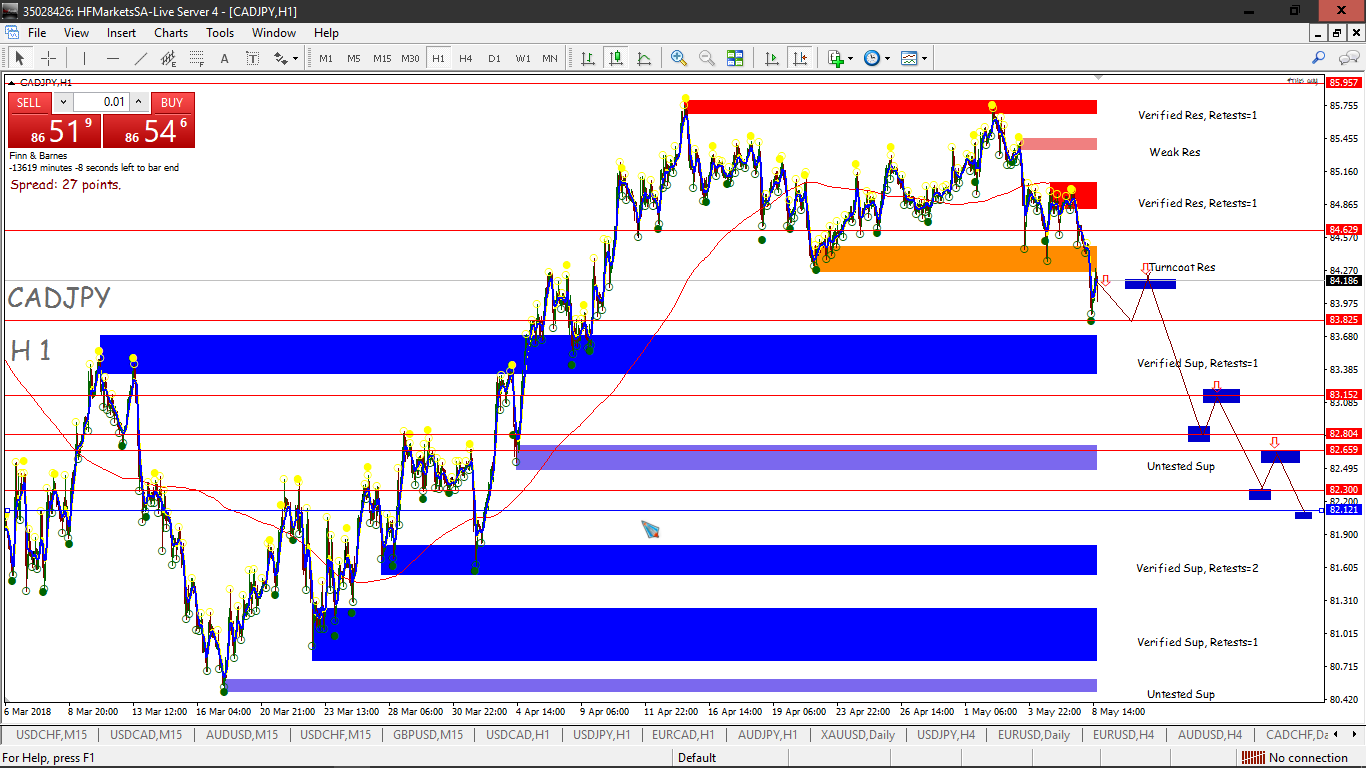 35028426: HFMarketsSA-Live Server 4 - [CADJPY,H1]
File View Insert Charts Tools Window Help
A T M1 M5 M15 M30 H1 H4 D1 W1 MN
CADJPY,H1
SELL 0.01 BUY
86 51 9 86 54 6
Finn & Barnes
-13619 minutes -8 seconds left to bar end
Spread: 27 points.
CADJPY
H 1
Verified Res, Retests=1
Weak Res
Verified Res, Retests=1
Turncoat Res
Verified Sup, Retests=1
Untested Sup
Verified Sup, Retests=2
Verified Sup, Retests=1
Untested Sup
85.957
85.755
85.455
85.160
84.865
84.629
84.570
84.270
84.186
83.975
83.825
83.680
83.385
83.152
83.085
82.804
82.659
82.495
82.300
82.200
82.121
81.900
81.605
81.310
81.015
80.715
80.420
6 Mar 2018 8 Mar 20:00 13 Mar 12:00 16 Mar 04:00 20 Mar 21:00 23 Mar 13:00 28 Mar 06:00 30 Mar 22:00 4 Apr 14:00 9 Apr 06:00 11 Apr 22:00 16 Apr 14:00 19 Apr 06:00 23 Apr 22:00 26 Apr 14:00 1 May 06:00 3 May 22:00 8 May 14:00
USDCHF,M15 USDCAD,M15 AUDUSD,M15 USDCHF,M15 GBPUSD,M15 USDCAD,H1 USDJPY,H1 EURCAD,H1 AUDJPY,H1 XAUUSD,Daily USDJPY,H4 EURUSD,Daily EURUSD,H4 AUDUSD,H4 CADCHF,Da
For Help, press F1 Default No connection